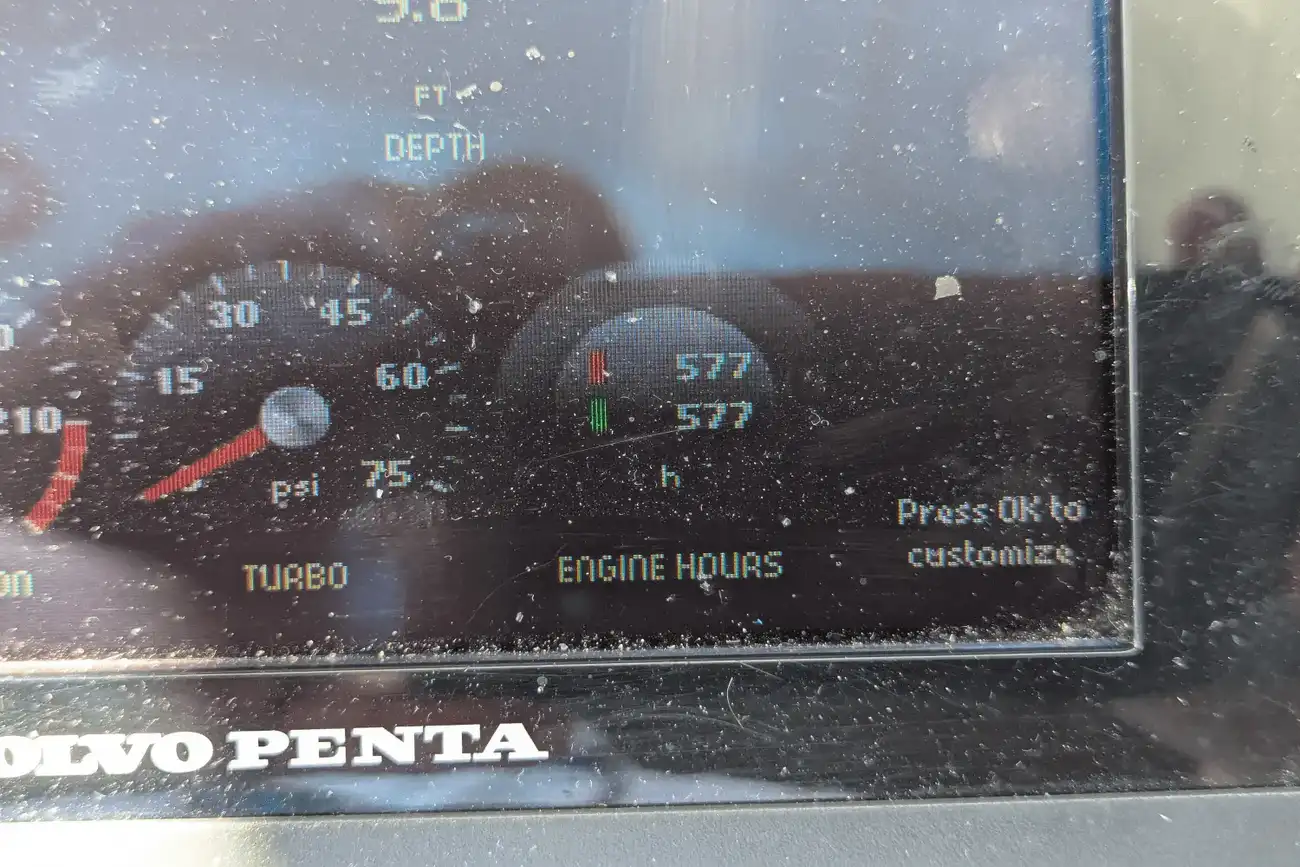 FT
DEPTH
30 45
15 60
210
75
psi
577
577
h
Press OK to
customize
TURBO
ENGINE HOURS
VOLVO PENTA